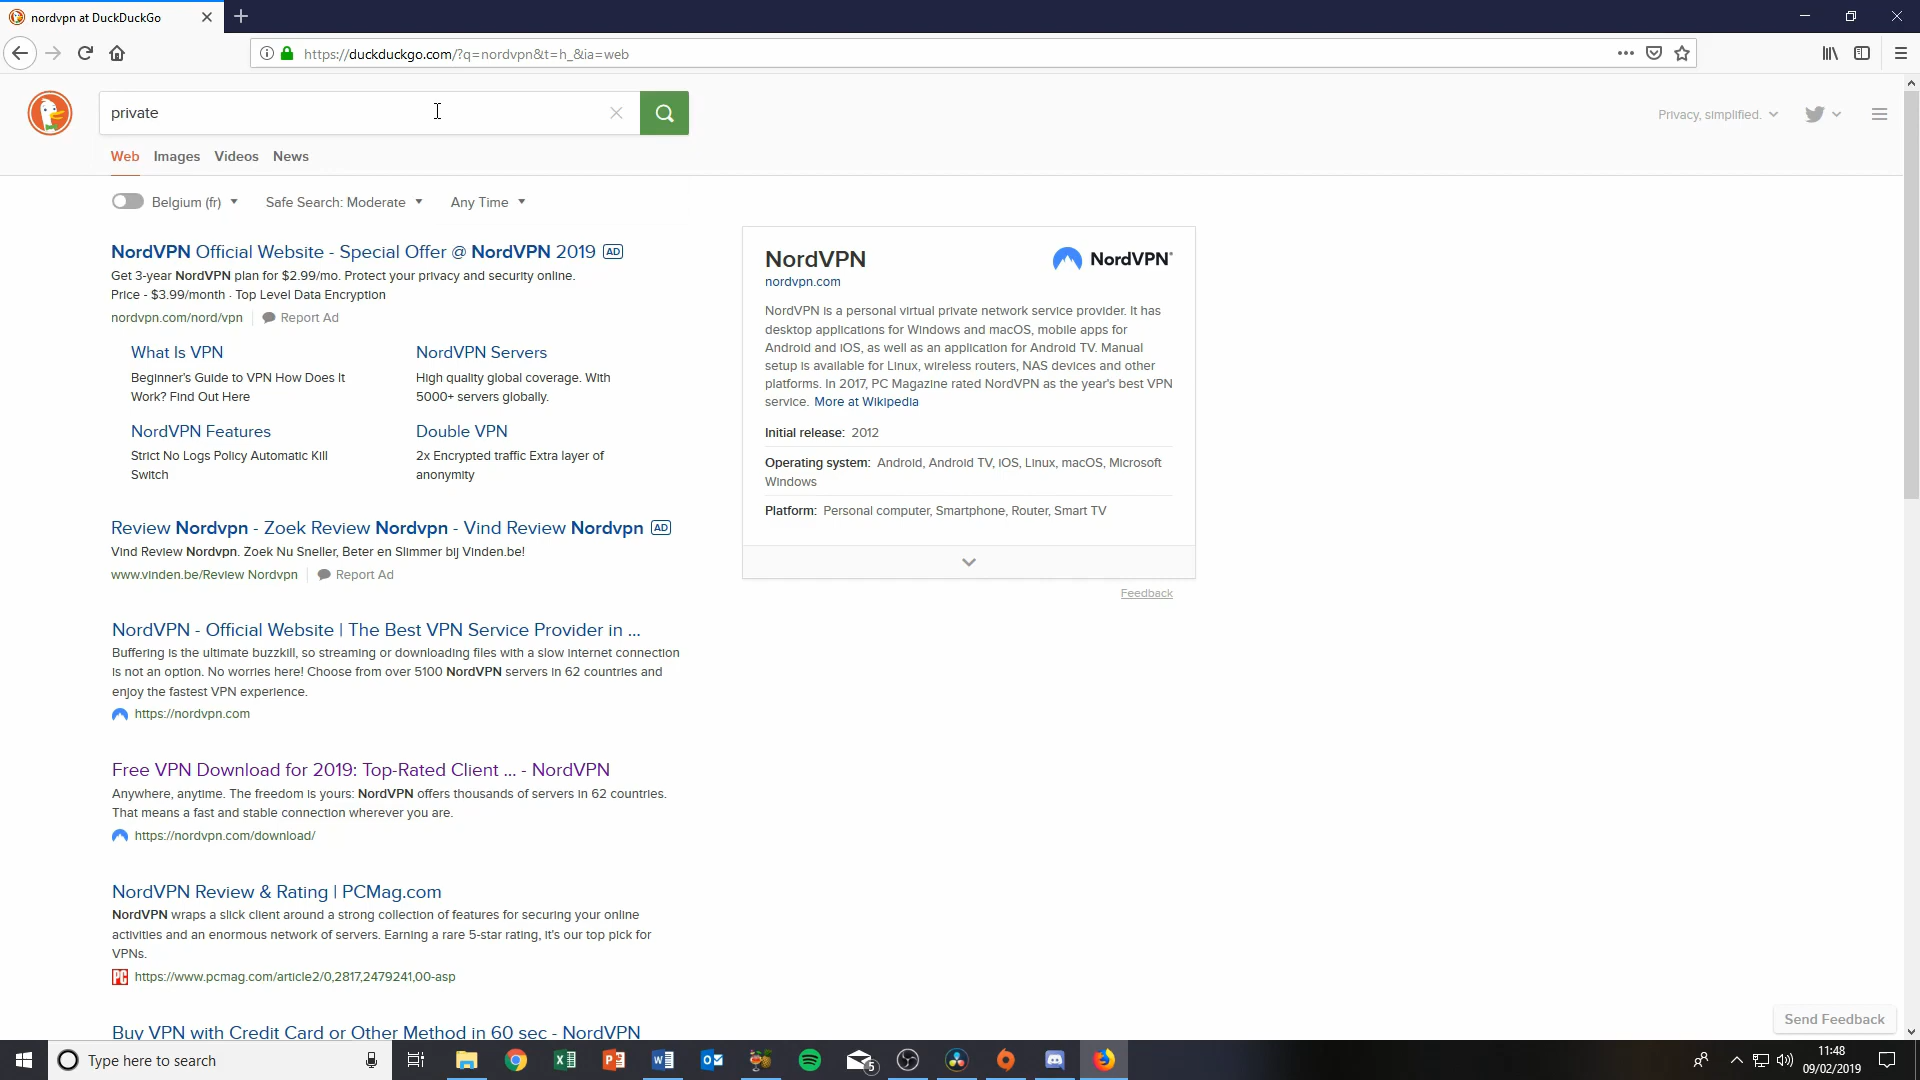 nordvpn at DuckDuckGo
https://duckduckgo.com/?q=nordvpn&t=h_&ia=web
private
Privacy, simplified.
Web Images Videos News
Belgium (fr) Safe Search: Moderate Any Time
NordVPN Official Website - Special Offer @ NordVPN 2019 AD
Get 3-year NordVPN plan for $2.99/mo. Protect your privacy and security online.
Price - $3.99/month · Top Level Data Encryption
nordvpn.com/nord/vpn Report Ad
What Is VPN
Beginner's Guide to VPN How Does It
Work? Find Out Here
NordVPN Servers
High quality global coverage. With
5000+ servers globally.
NordVPN Features
Strict No Logs Policy Automatic Kill
Switch
Double VPN
2x Encrypted traffic Extra layer of
anonymity
Review Nordvpn - Zoek Review Nordvpn - Vind Review Nordvpn AD
Vind Review Nordvpn. Zoek Nu Sneller, Beter en Slimmer bij Vinden.be!
www.vinden.be/Review Nordvpn Report Ad
NordVPN - Official Website | The Best VPN Service Provider in ...
Buffering is the ultimate buzzkill, so streaming or downloading files with a slow internet connection
is not an option. No worries here! Choose from over 5100 NordVPN servers in 62 countries and
enjoy the fastest VPN experience.
https://nordvpn.com
Free VPN Download for 2019: Top-Rated Client ... - NordVPN
Anywhere, anytime. The freedom is yours: NordVPN offers thousands of servers in 62 countries.
That means a fast and stable connection wherever you are.
https://nordvpn.com/download/
NordVPN Review & Rating | PCMag.com
NordVPN wraps a slick client around a strong collection of features for securing your online
activities and an enormous network of servers. Earning a rare 5-star rating, it's our top pick for
VPNs.
PC https://www.pcmag.com/article2/0,2817,2479241,00-asp
Buy VPN with Credit Card or Other Method in 60 sec - NordVPN
NordVPN
NordVPN®
nordvpn.com
NordVPN is a personal virtual private network service provider. It has
desktop applications for Windows and macOS, mobile apps for
Android and iOS, as well as an application for Android TV. Manual
setup is available for Linux, wireless routers, NAS devices and other
platforms. In 2017, PC Magazine rated NordVPN as the year's best VPN
service. More at Wikipedia
Initial release: 2012
Operating system: Android, Android TV, iOS, Linux, macOS, Microsoft
Windows
Platform: Personal computer, Smartphone, Router, Smart TV
Feedback
Send Feedback
Type here to search
5
11:48
09/02/2019